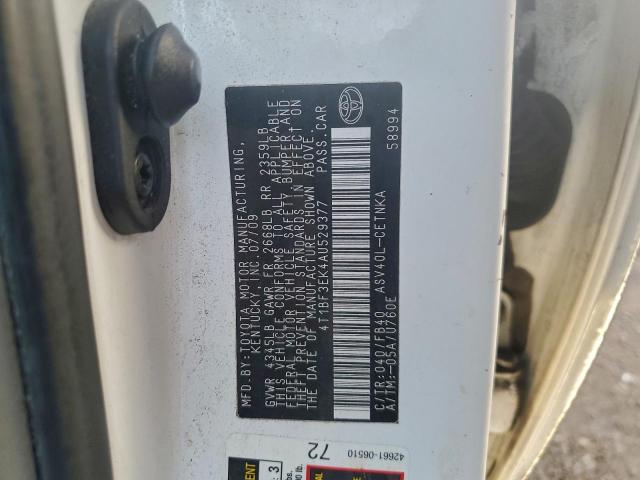 MFD.BY:TOYOTA MOTOR MANUFACTURING,
KENTUCKY,INC.07/09
GVWR 4345LB GAWR FR 2668LB RR 2359LB
THIS VEHICLE CONFORMS TO ALL APPLICABLE
FEDERAL MOTOR VEHICLE SAFETY, BUMPER,AND
THEFT PREVENTION STANDARDS IN EFFECT ON
THE DATE OF MANUFACTURE SHOWN ABOVE.
4T1BF3EK4AU529377 PASS.CAR
C/TR:040/FB40 ASV40L-CETNKA
A/TM:-05A/U760E
58994
42661-06510
72
3